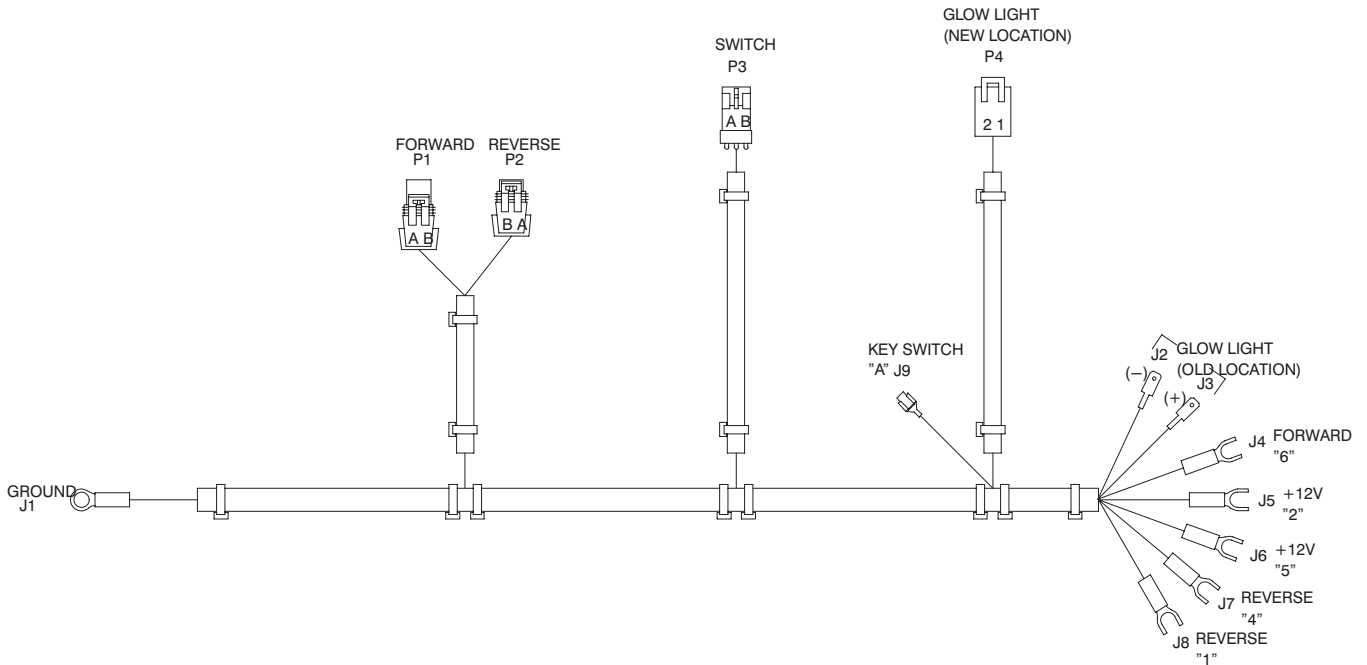 GLOW LIGHT
(NEW LOCATION)
P4
SWITCH
P3
A B
2 1
FORWARD
P1
REVERSE
P2
A B
B A
KEY SWITCH
"A" J9
J2 GLOW LIGHT
(OLD LOCATION)
J3
(−)
(+)
J4 FORWARD
"6"
GROUND
J1
J5 +12V
"2"
J6 +12V
"5"
J7 REVERSE
"4"
J8 REVERSE
"1"